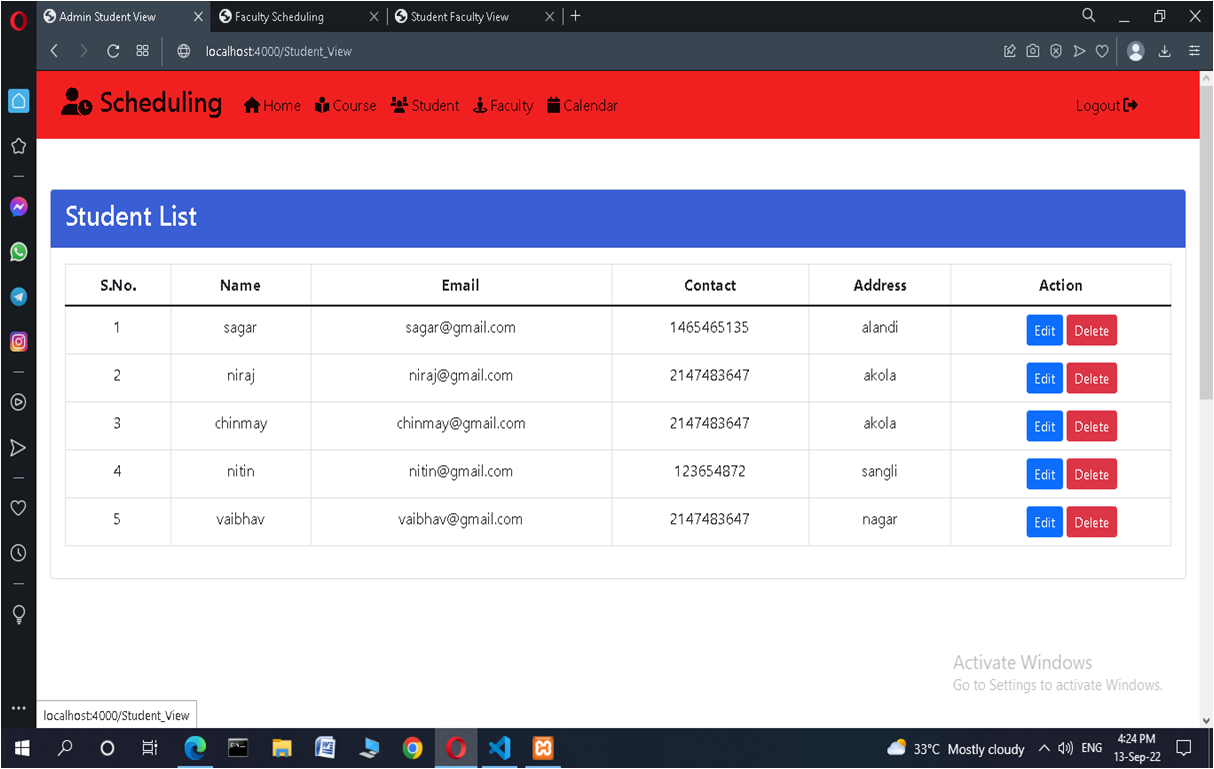 Admin Student View
Faculty Scheduling
Student Faculty View
localhost:4000/Student_View
Scheduling Home Course Student Faculty Calendar Logout
Student List
S.No. Name Email Contact Address Action
1 sagar sagar@gmail.com 1465465135 alandi Edit Delete
2 niraj niraj@gmail.com 2147483647 akola Edit Delete
3 chinmay chinmay@gmail.com 2147483647 akola Edit Delete
4 nitin nitin@gmail.com 123654872 sangli Edit Delete
5 vaibhav vaibhav@gmail.com 2147483647 nagar Edit Delete
Activate Windows
Go to Settings to activate Windows.
localhost:4000/Student_View
33°C Mostly cloudy ENG
4:24 PM
13-Sep-22